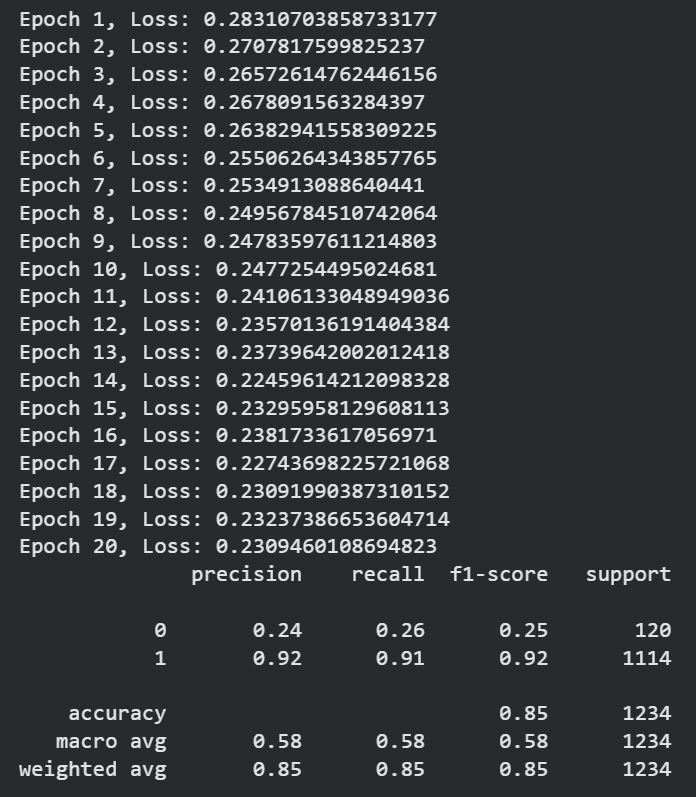 Epoch 1, Loss: 0.28310703858733177
Epoch 2, Loss: 0.2707817599825237
Epoch 3, Loss: 0.26572614762446156
Epoch 4, Loss: 0.2678091563284397
Epoch 5, Loss: 0.26382941558309225
Epoch 6, Loss: 0.25506264343857765
Epoch 7, Loss: 0.2534913088640441
Epoch 8, Loss: 0.24956784510742064
Epoch 9, Loss: 0.24783597611214803
Epoch 10, Loss: 0.2477254495024681
Epoch 11, Loss: 0.24106133048949036
Epoch 12, Loss: 0.23570136191404384
Epoch 13, Loss: 0.23739642002012418
Epoch 14, Loss: 0.22459614212098328
Epoch 15, Loss: 0.23295958129608113
Epoch 16, Loss: 0.2381733617056971
Epoch 17, Loss: 0.22743698225721068
Epoch 18, Loss: 0.23091990387310152
Epoch 19, Loss: 0.23237386653604714
Epoch 20, Loss: 0.2309460108694823
precision recall f1-score support
0 0.24 0.26 0.25 120
1 0.92 0.91 0.92 1114
accuracy 0.85 1234
macro avg 0.58 0.58 0.58 1234
weighted avg 0.85 0.85 0.85 1234